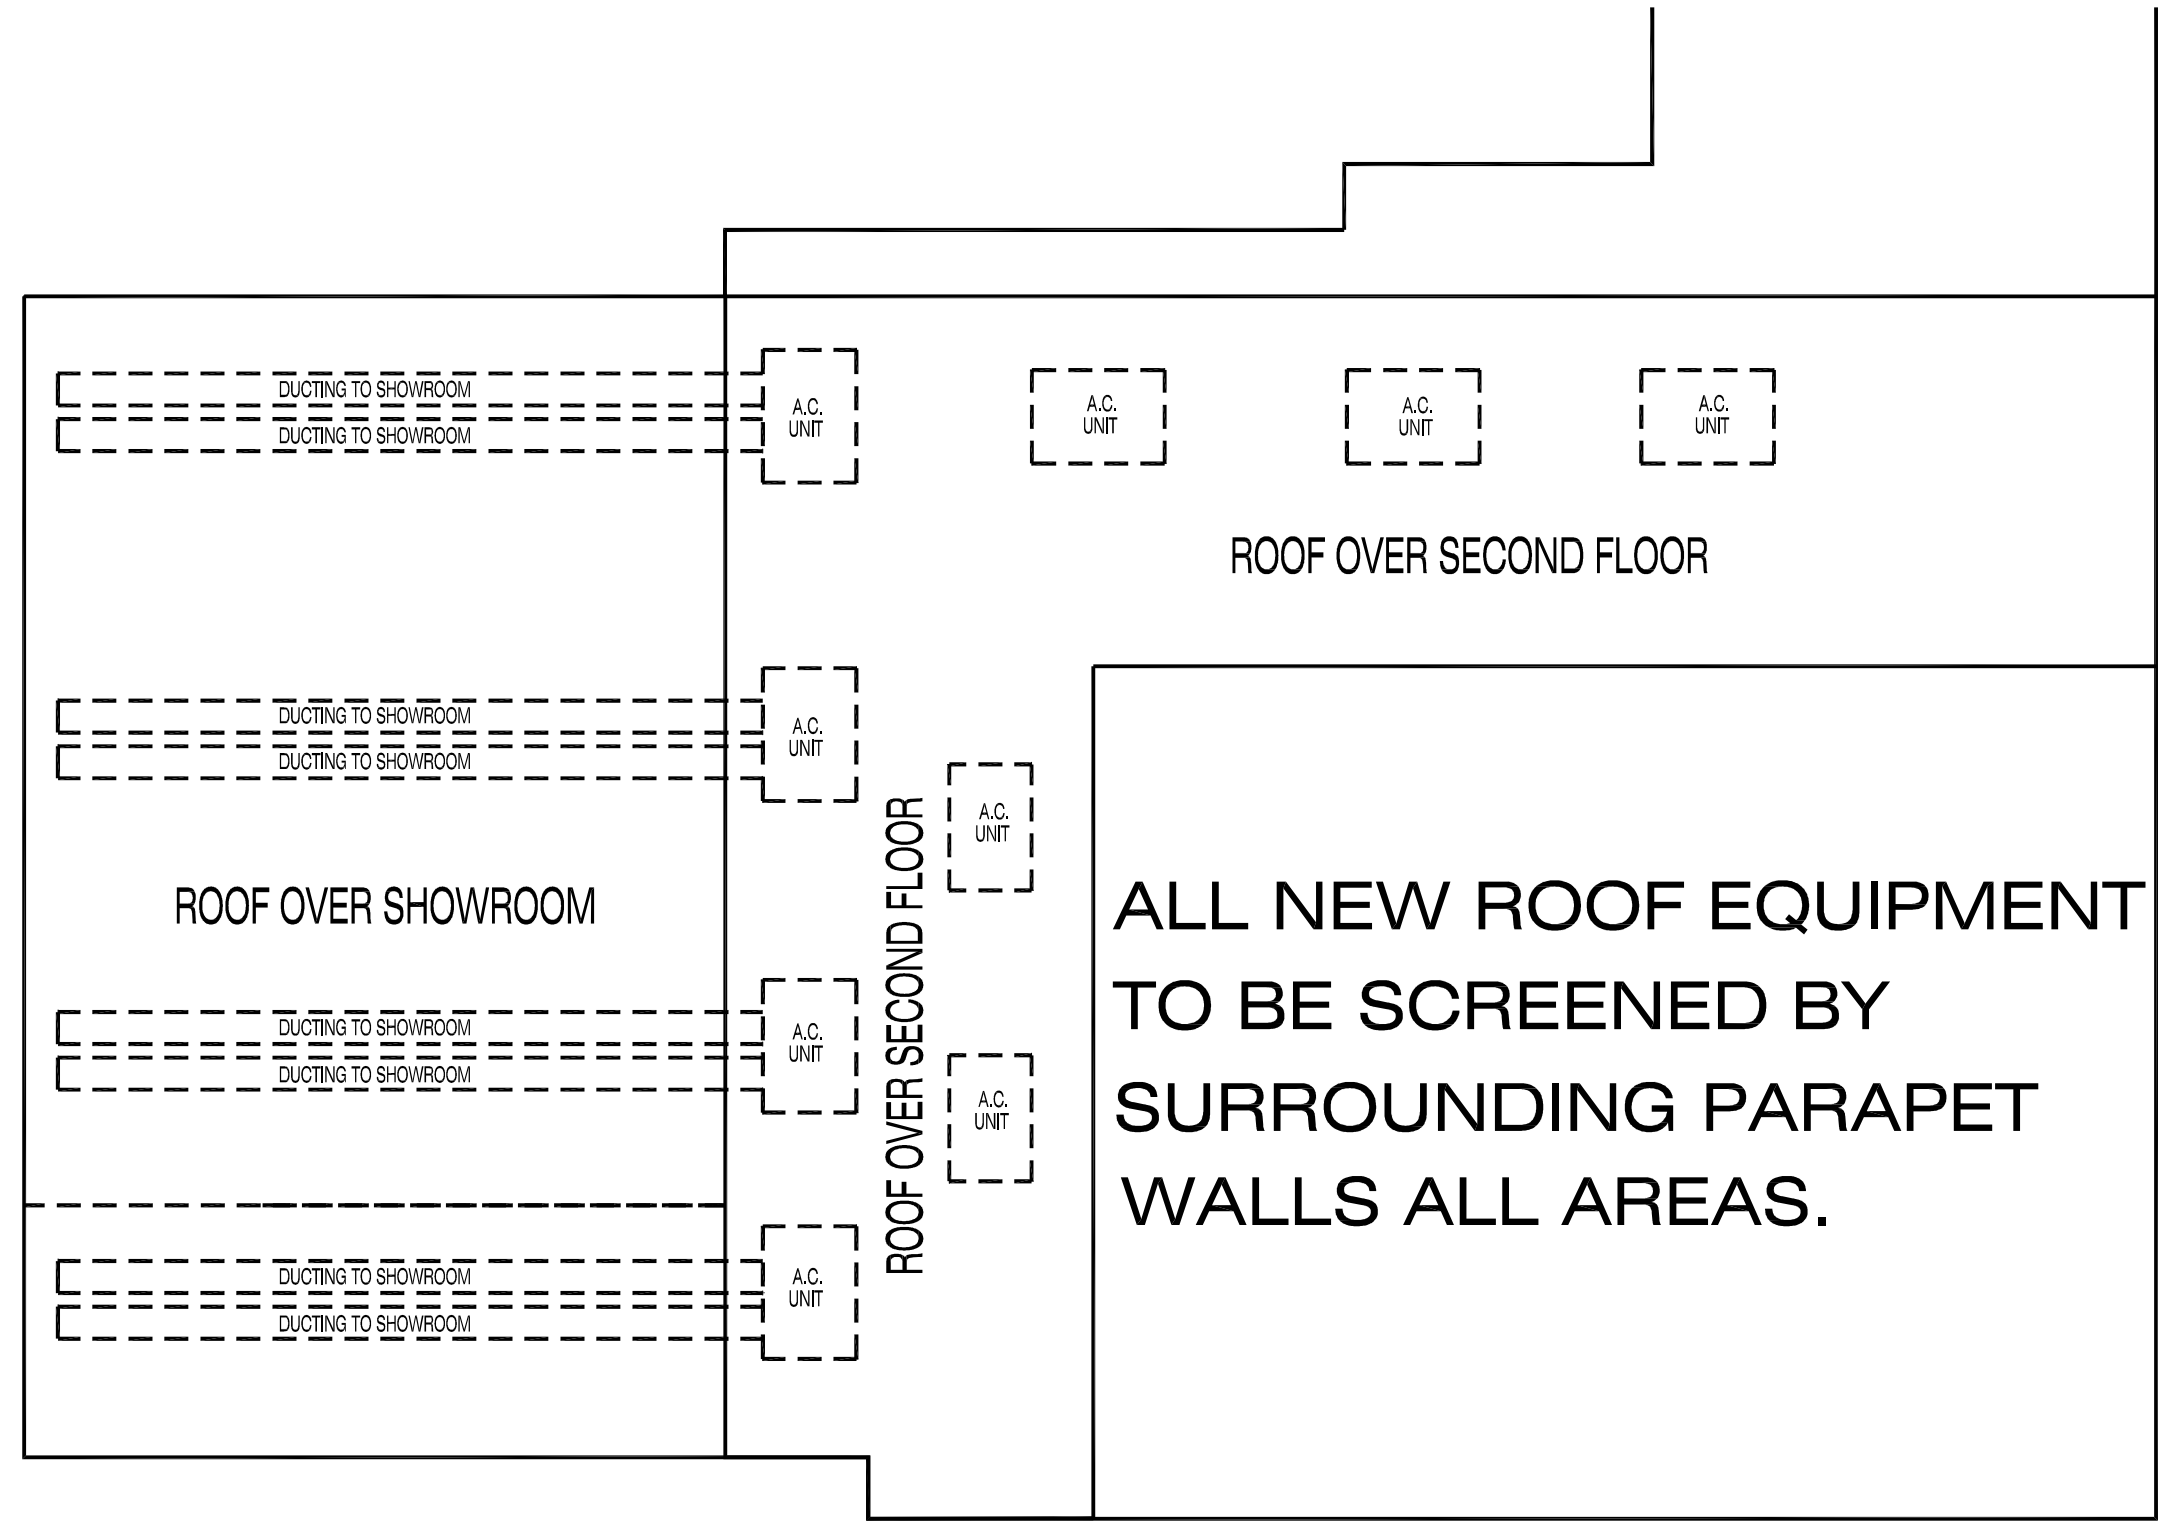 DUCTING TO SHOWROOM
DUCTING TO SHOWROOM
A.C.
UNIT
A.C.
UNIT
A.C.
UNIT
A.C.
UNIT
ROOF OVER SECOND FLOOR
DUCTING TO SHOWROOM
DUCTING TO SHOWROOM
A.C.
UNIT
A.C.
UNIT
ROOF OVER SHOWROOM
ROOF OVER SECOND FLOOR
DUCTING TO SHOWROOM
DUCTING TO SHOWROOM
A.C.
UNIT
A.C.
UNIT
DUCTING TO SHOWROOM
DUCTING TO SHOWROOM
A.C.
UNIT
ALL NEW ROOF EQUIPMENT
TO BE SCREENED BY
SURROUNDING PARAPET
WALLS ALL AREAS.